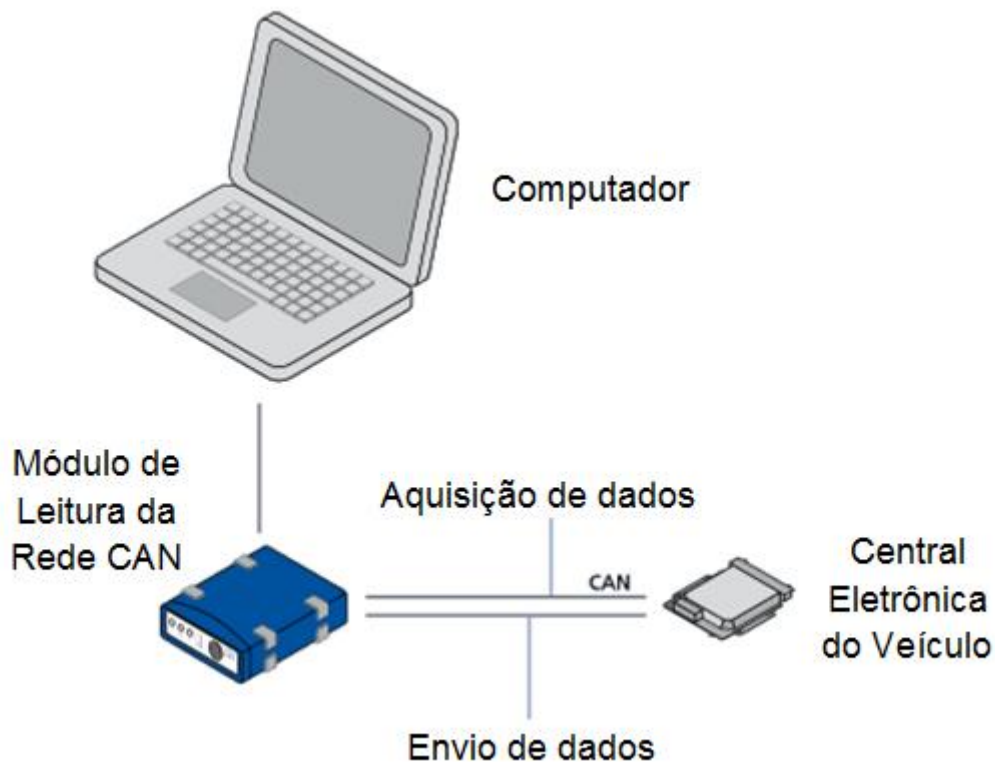 Computador
Módulo de
Leitura da
Rede CAN
Aquisição de dados
CAN
Central
Eletrônica
do Veículo
Envio de dados